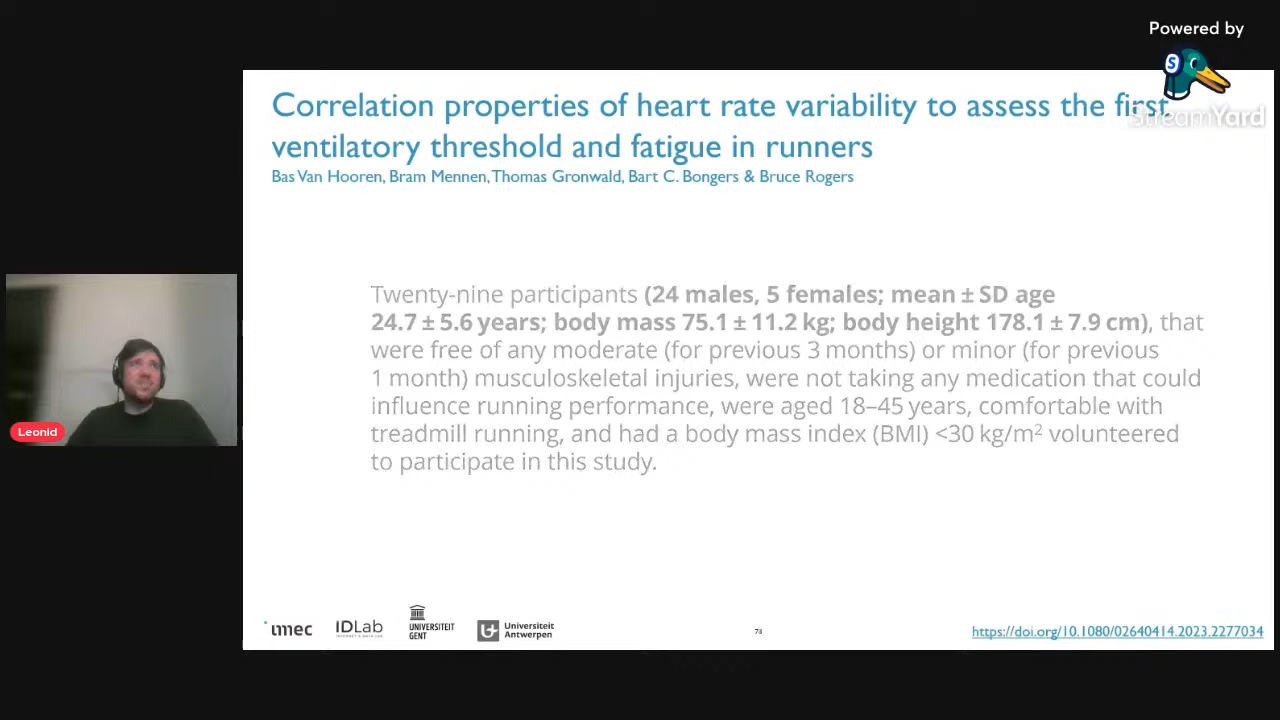 Powered by
S
StreamYard
Correlation properties of heart rate variability to assess the first
ventilatory threshold and fatigue in runners
Bas Van Hooren, Bram Mennen, Thomas Gronwald, Bart C. Bongers & Bruce Rogers
Twenty-nine participants (24 males, 5 females; mean ± SD age
24.7 ± 5.6 years; body mass 75.1 ± 11.2 kg; body height 178.1 ± 7.9 cm), that
were free of any moderate (for previous 3 months) or minor (for previous
1 month) musculoskeletal injuries, were not taking any medication that could
influence running performance, were aged 18–45 years, comfortable with
treadmill running, and had a body mass index (BMI) <30 kg/m² volunteered
to participate in this study.
Leonid
imec
IDLab
UNIVERSITEIT
GENT
Universiteit
Antwerpen
https://doi.org/10.1080/02640414.2023.2277034